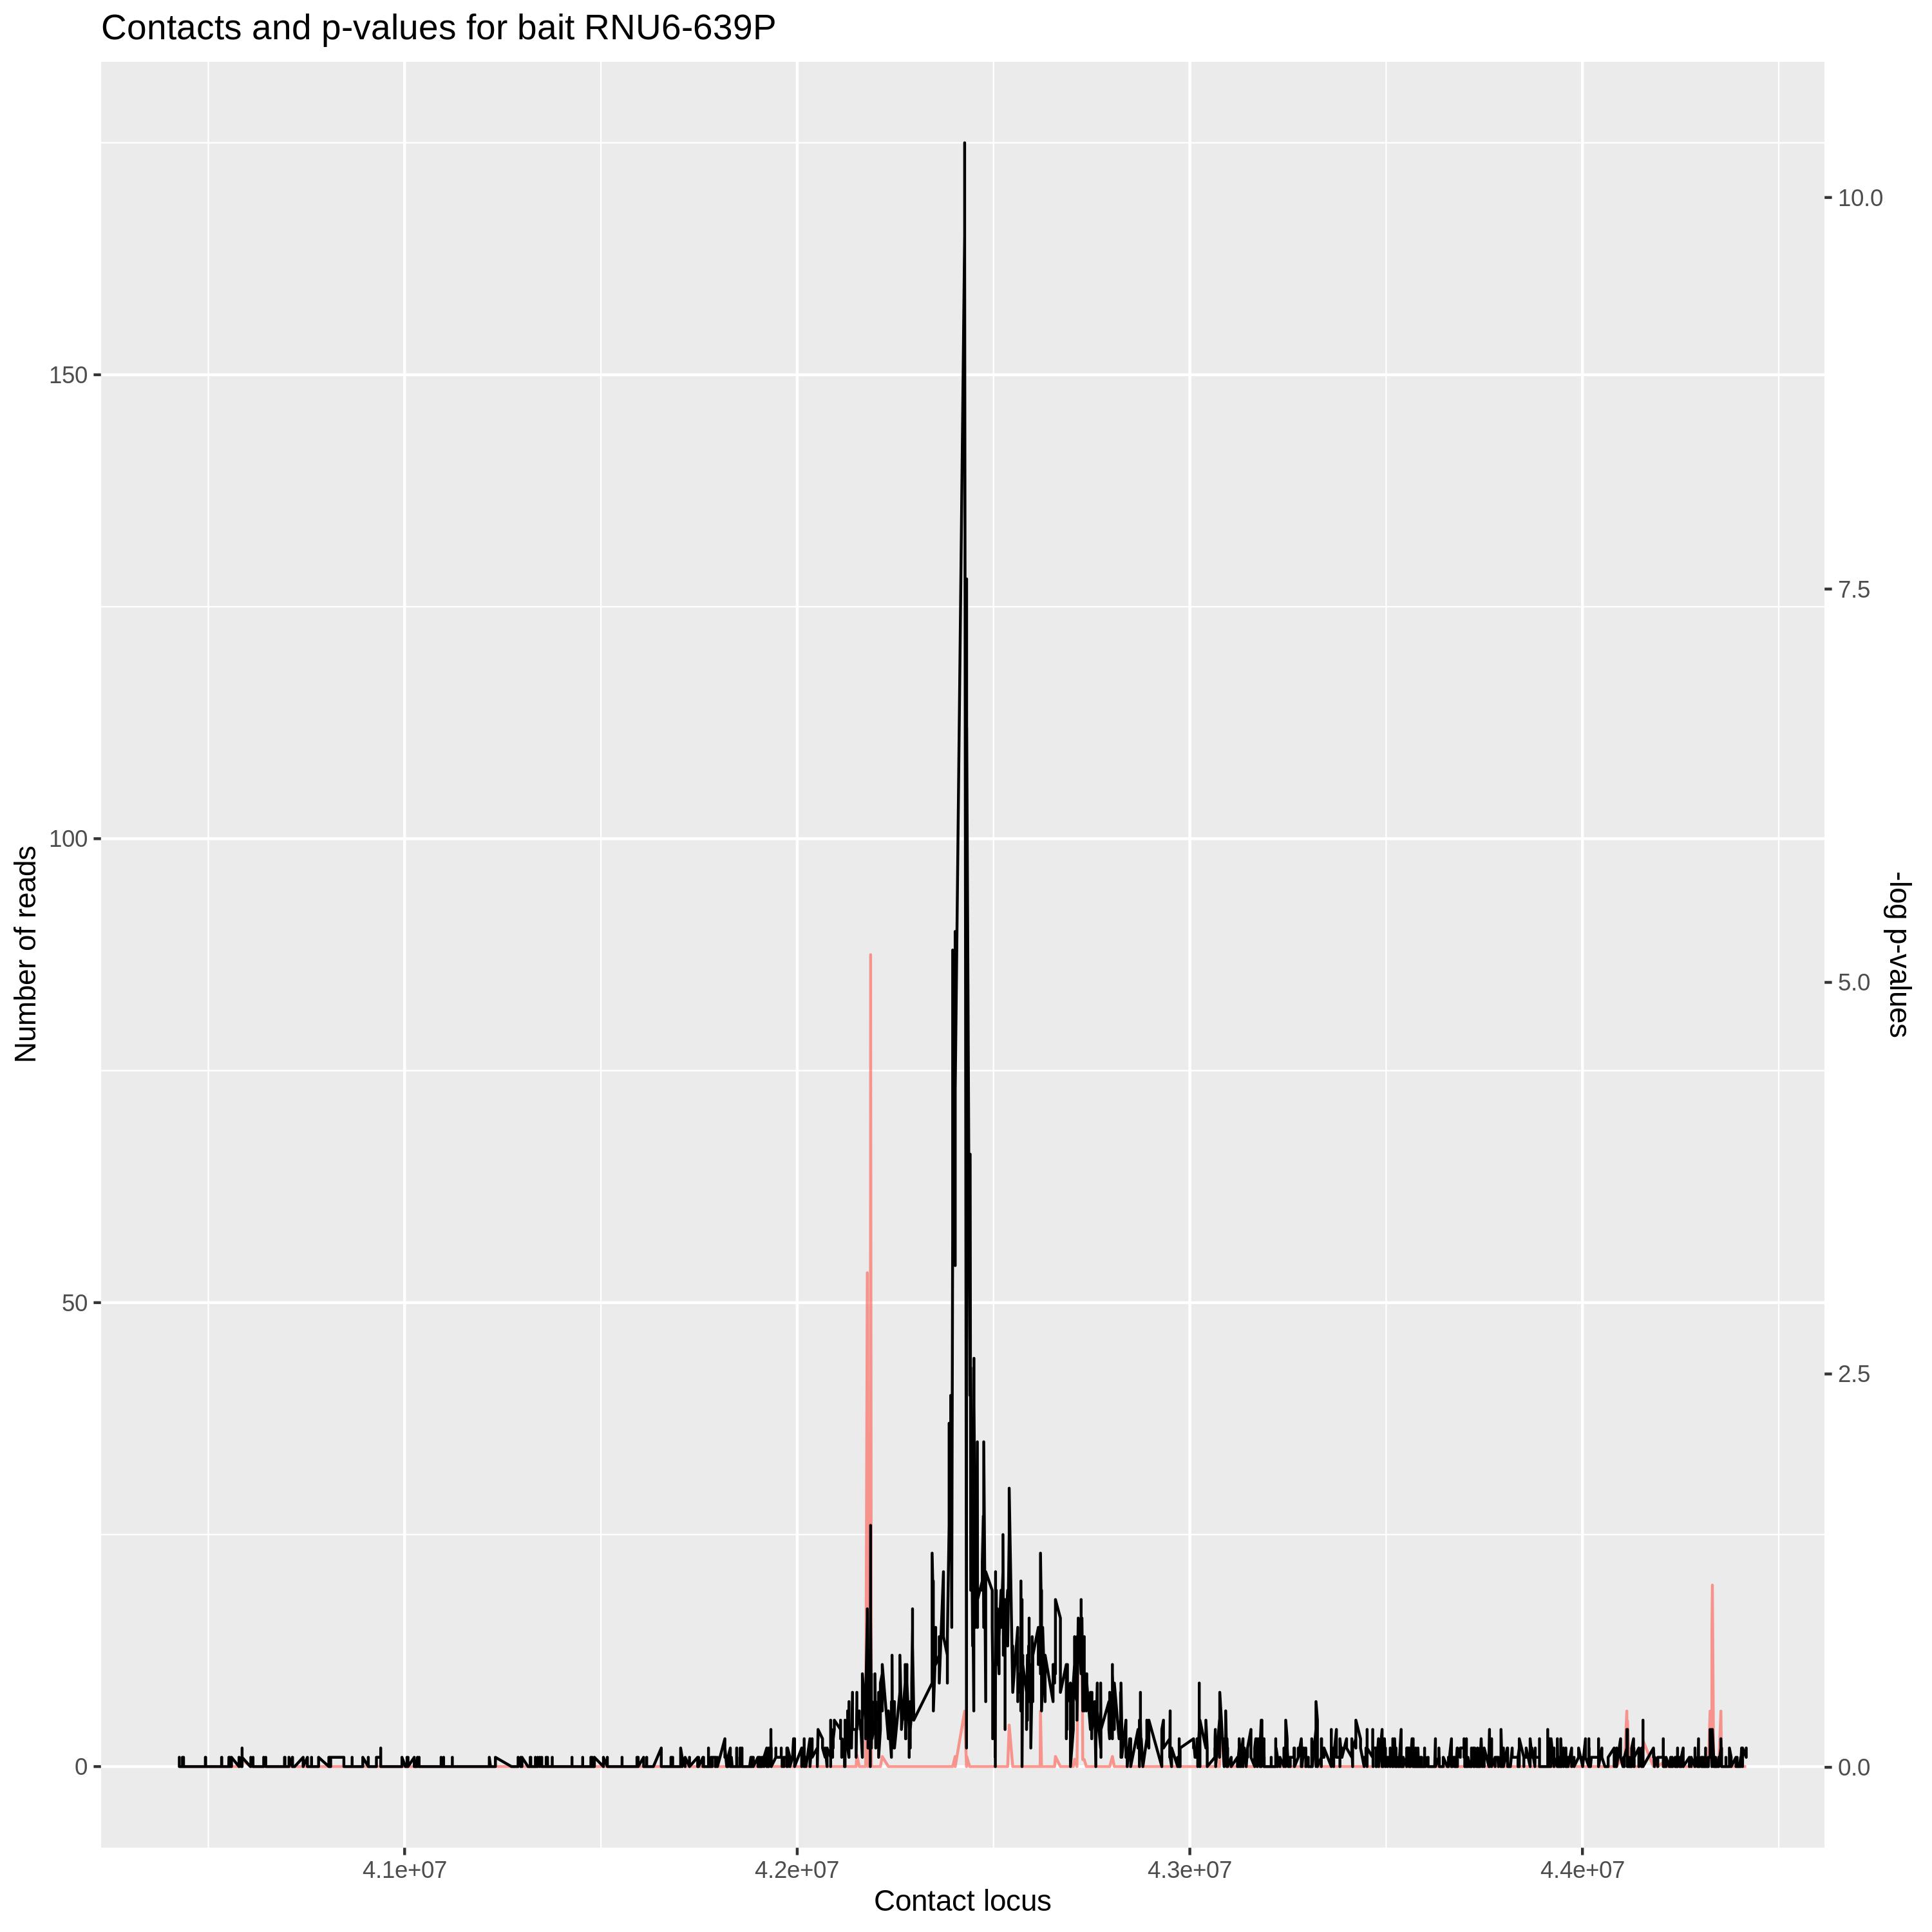 Contacts and p-values for bait RNU6-639P
Number of reads
150
100
50
0
10.0
7.5
5.0
2.5
0.0
-log p-values
4.1e+07
4.2e+07
4.3e+07
4.4e+07
Contact locus